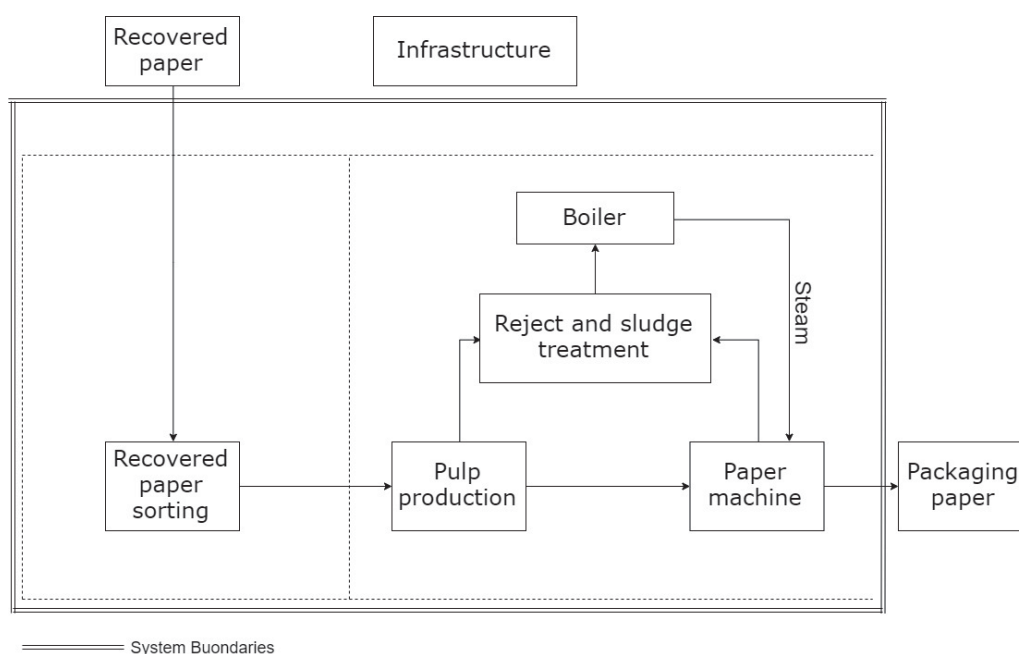 Recovered
paper
Infrastructure
Boiler
Steam
Reject and sludge
treatment
Recovered
paper
sorting
Pulp
production
Paper
machine
Packaging
paper
System Buondaries